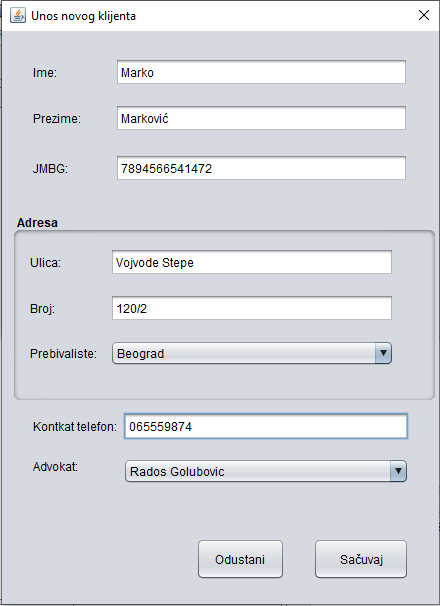 Unos novog klijenta
Ime: Marko
Prezime: Marković
JMBG: 7894566541472
Adresa
Ulica: Vojvode Stepe
Broj: 120/2
Prebivaliste: Beograd
Kontkat telefon: 065559874
Advokat: Rados Golubovic
Odustani Sačuvaj